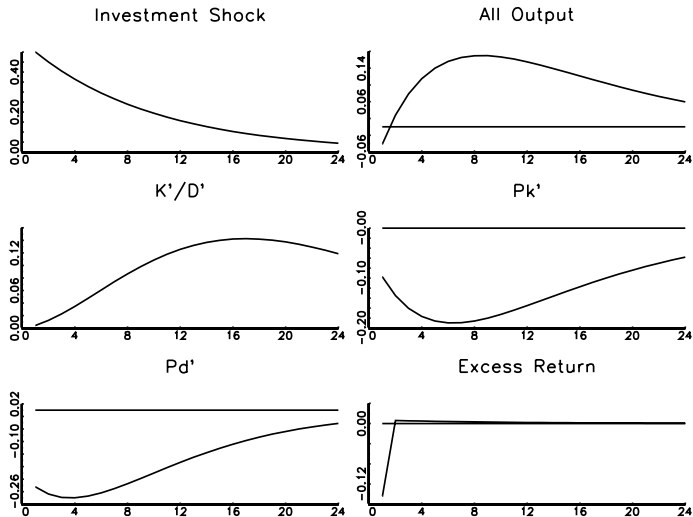 Investment Shock
0.00 0.20 0.40
0 4 8 12 16 20 24
All Output
-0.06 0.06 0.14
0 4 8 12 16 20 24
K'/D'
0.00 0.06 0.12
0 4 8 12 16 20 24
Pk'
-0.20 -0.10 -0.00
0 4 8 12 16 20 24
Pd'
-0.26 -0.10 0.02
0 4 8 12 16 20 24
Excess Return
-0.12 0.00
0 4 8 12 16 20 24